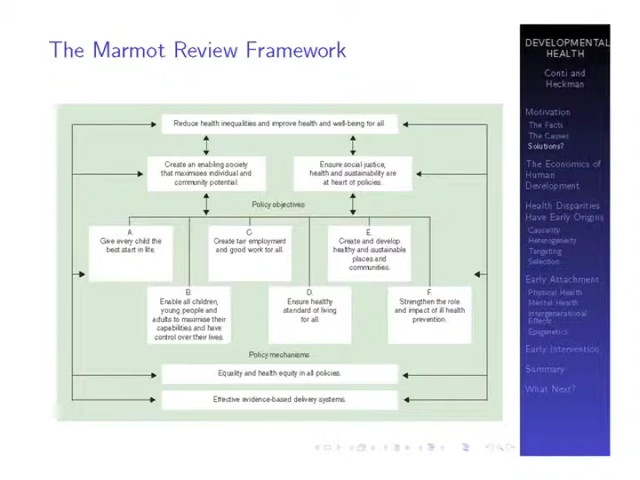 The Marmot Review Framework
Reduce health inequalities and improve health and well-being for all.
Create an enabling society
that maximises individual and
community potential.
Ensure social justice,
health and sustainability are
at heart of policies.
Policy objectives
A.
Give every child the
best start in life.
C.
Create fair employment
and good work for all.
E.
Create and develop
healthy and sustainable
places and
communities.
B.
Enable all children,
young people and
adults to maximise their
capabilities and have
control over their lives.
D.
Ensure healthy
standard of living
for all.
F.
Strengthen the role
and impact of ill health
prevention.
Policy mechanisms
Equality and health equity in all policies.
Effective evidence-based delivery systems.
DEVELOPMENTAL
HEALTH
Conti and
Heckman
Motivation
The Facts
The Causes
Solutions?
The Economics of
Human
Development
Health Disparities
Have Early Origins
Causality
Heterogeneity
Targeting
Selection
Early Attachment
Physical Health
Mental Health
Intergenerational
Effects
Epigenetics
Early Intervention
Summary
What Next?